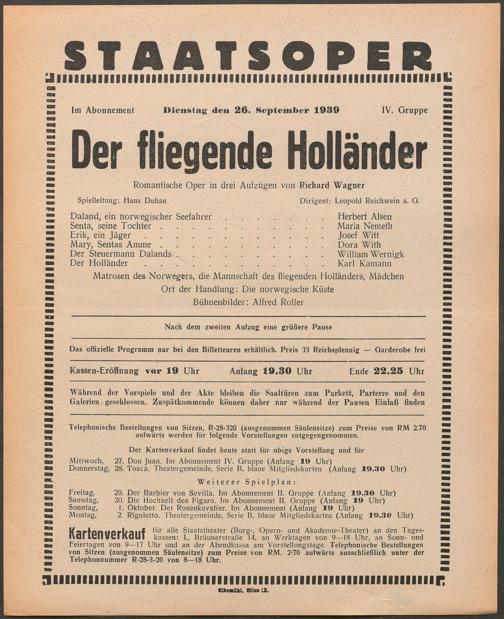 STAATSOPER
Im Abonnement Dienstag den 26. September 1939 IV. Gruppe
Der fliegende Holländer
Romantische Oper in drei Aufzügen von Richard Wagner
Spielleitung: Hans Duhan Dirigent: Leopold Reichwein a. G.
Daland, ein norwegischer Seefahrer . . . . . . Herbert Alsen
Senta, seine Tochter . . . . . . . . Maria Nemeth
Erik, ein Jäger . . . . . . . . . Josef Witt
Mary, Sentas Amme . . . . . . . . Dora With
Der Steuermann Dalands . . . . . . . William Wernigk
Der Holländer . . . . . . . . . Karl Kamann
Matrosen des Norwegers, die Mannschaft des fliegenden Holländers, Mädchen
Ort der Handlung: Die norwegische Küste
Bühnenbilder: Alfred Roller
Nach dem zweiten Aufzug eine größere Pause
Das offizielle Programm nur bei den Billetteuren erhältlich. Preis 33 Reichspfennig — Garderobe frei
Kassen-Eröffnung vor 19 Uhr Anfang 19.30 Uhr Ende 22.25 Uhr
Während der Vorspiele und der Akte bleiben die Saaltüren zum Parkett, Parterre und den
Galerien geschlossen. Zuspätkommende können daher nur während der Pausen Einlaß finden
Telephonische Bestellungen von Sitzen, R-28-320 (ausgenommen Säulensitze) zum Preise von RM 2.70
aufwärts werden für folgende Vorstellungen entgegengenommen.
Der Kartenverkauf findet heute statt für obige Vorstellung und für
Mittwoch, 27. Don Juan. Im Abonnement IV. Gruppe (Anfang 19 Uhr)
Donnerstag, 28. Tosca. Theatergemeinde, Serie B, blaue Mitgliedskarten (Anfang 19.30 Uhr)
Weiterer Spielplan:
Freitag, 29. Der Barbier von Sevilla. Im Abonnement II. Gruppe (Anfang 19.30 Uhr)
Samstag, 30. Die Hochzeit des Figaro. Im Abonnement II. Gruppe (Anfang 19 Uhr)
Sonntag, 1. Oktober. Der Rosenkavalier. Im Abonnement (Anfang 19 Uhr)
Montag, 2. Rigoletto. Theatergemeinde, Serie B, blaue Mitgliedskarten (Anfang 19.30 Uhr)
Kartenverkauf für alle Staatstheater (Burg-, Opern- und Akademie-Theater) an den Tages-
kassen: I., Bräunerstraße 14, an Werktagen von 9—18 Uhr, an Sonn- und
Feiertagen von 9—17 Uhr und an der Abendkassa am Vorstellungstage. Telephonische Bestellungen
von Sitzen (ausgenommen Säulensitze) zum Preise von RM. 2·70 aufwärts ausschließlich unter der
Telephonnummer R-28-3-20 von 8—18 Uhr.
Elbemühl, Wien IX.